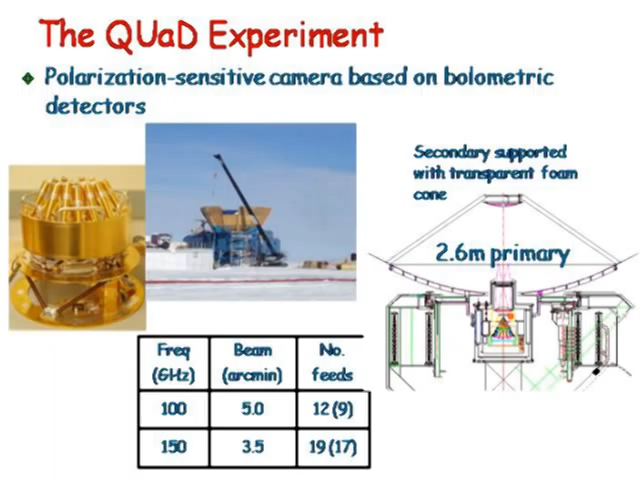 The QUaD Experiment
Polarization-sensitive camera based on bolometric
detectors
Secondary supported
with transparent foam
cone
2.6m primary
Freq Beam No.
(GHz) (arcmin) feeds
100 5.0 12 (9)
150 3.5 19 (17)